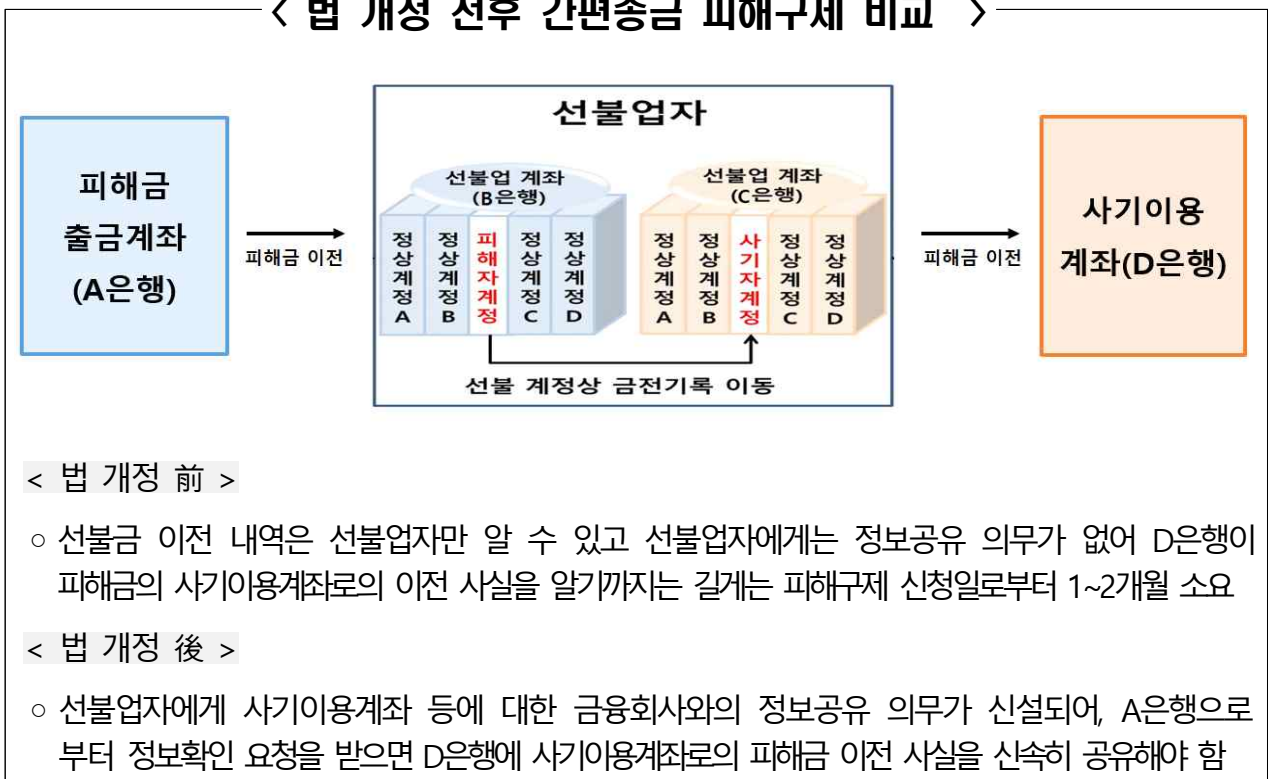 < 법 개정 전후 간편송금 피해구제 비교 >
선불업자
피해금
출금계좌
(A은행)
피해금 이전
선불업 계좌
(B은행)
정상계정A
정상계정B
피해자계정
정상계정C
정상계정D
선불업 계좌
(C은행)
정상계정A
정상계정B
사기자계정
정상계정C
정상계정D
선불 계정상 금전기록 이동
피해금 이전
사기이용
계좌(D은행)
< 법 개정 前 >
○ 선불금 이전 내역은 선불업자만 알 수 있고 선불업자에게는 정보공유 의무가 없어 D은행이
피해금의 사기이용계좌로의 이전 사실을 알기까지는 길게는 피해구제 신청일로부터 1~2개월 소요
< 법 개정 後 >
○ 선불업자에게 사기이용계좌 등에 대한 금융회사와의 정보공유 의무가 신설되어, A은행으로
부터 정보확인 요청을 받으면 D은행에 사기이용계좌로의 피해금 이전 사실을 신속히 공유해야 함